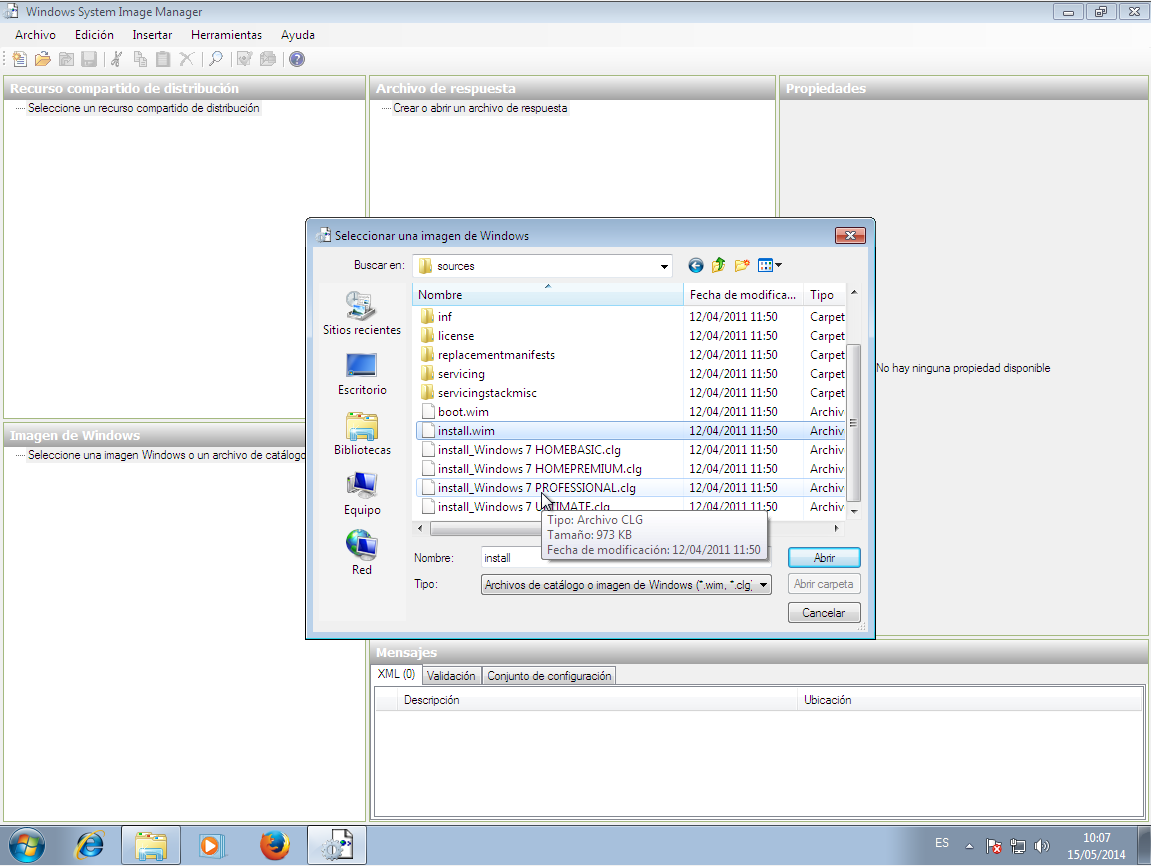 Windows System Image Manager
Archivo Edición Insertar Herramientas Ayuda
Recurso compartido de distribución
Seleccione un recurso compartido de distribución
Archivo de respuesta
Crear o abrir un archivo de respuesta
Propiedades
No hay ninguna propiedad disponible
Imagen de Windows
Seleccione una imagen Windows o un archivo de catálogo
Seleccionar una imagen de Windows
Buscar en: sources
Sitios recientes
Escritorio
Bibliotecas
Equipo
Red
Nombre Fecha de modifica... Tipo
inf 12/04/2011 11:50 Carpet
license 12/04/2011 11:50 Carpet
replacementmanifests 12/04/2011 11:50 Carpet
servicing 12/04/2011 11:50 Carpet
servicingstackmisc 12/04/2011 11:50 Carpet
boot.wim 12/04/2011 11:50 Archiv
install.wim 12/04/2011 11:50 Archiv
install_Windows 7 HOMEBASIC.clg 12/04/2011 11:50 Archiv
install_Windows 7 HOMEPREMIUM.clg 12/04/2011 11:50 Archiv
install_Windows 7 PROFESSIONAL.clg 12/04/2011 11:50 Archiv
install_Windows 7 ULTIMATE.clg 12/04/2011 11:50 Archiv
Tipo: Archivo CLG
Tamaño: 973 KB
Fecha de modificación: 12/04/2011 11:50
Nombre: install Abrir
Tipo: Archivos de catálogo o imagen de Windows (*.wim, *.clg) Abrir carpeta
Cancelar
Mensajes
XML (0) Validación Conjunto de configuración
Descripción Ubicación
ES
10:07
15/05/2014